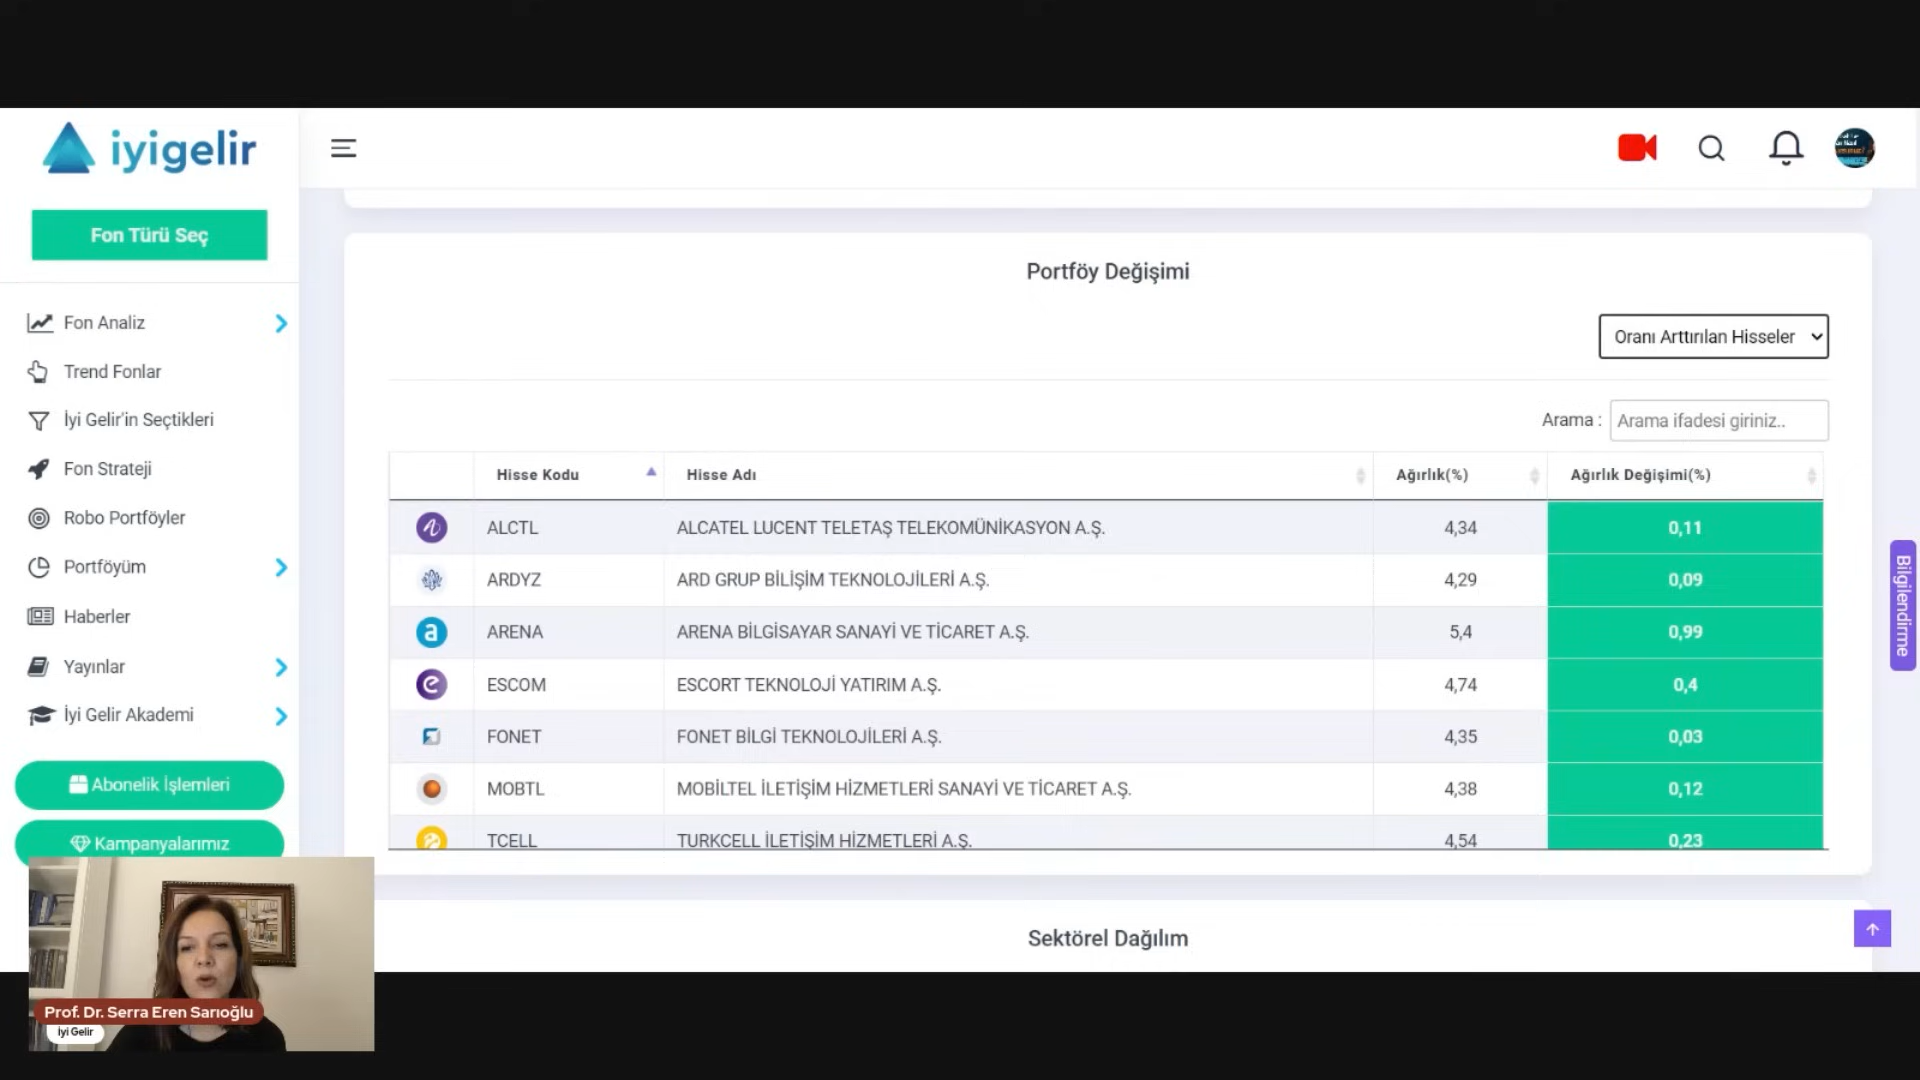 iyigelir
Fon Türü Seç
Fon Analiz
Trend Fonlar
İyi Gelir'in Seçtikleri
Fon Strateji
Robo Portföyler
Portföyüm
Haberler
Yayınlar
İyi Gelir Akademi
Abonelik İşlemleri
Kampanyalarımız
Portföy Değişimi
Oranı Arttırılan Hisseler
Arama : Arama ifadesi giriniz..
Hisse Kodu Hisse Adı Ağırlık(%) Ağırlık Değişimi(%)
ALCTL ALCATEL LUCENT TELETAŞ TELEKOMÜNİKASYON A.Ş. 4,34 0,11
ARDYZ ARD GRUP BİLİŞİM TEKNOLOJİLERİ A.Ş. 4,29 0,09
a ARENA ARENA BİLGİSAYAR SANAYİ VE TİCARET A.Ş. 5,4 0,99
e ESCOM ESCORT TEKNOLOJİ YATIRIM A.Ş. 4,74 0,4
FONET FONET BİLGİ TEKNOLOJİLERİ A.Ş. 4,35 0,03
MOBTL MOBİLTEL İLETİŞİM HİZMETLERİ SANAYİ VE TİCARET A.Ş. 4,38 0,12
TCELL TURKCELL İLETİŞİM HİZMETLERİ A.Ş. 4,54 0,23
Bilgilendirme
Sektörel Dağılım
Prof. Dr. Serra Eren Sarıoğlu
İyi Gelir